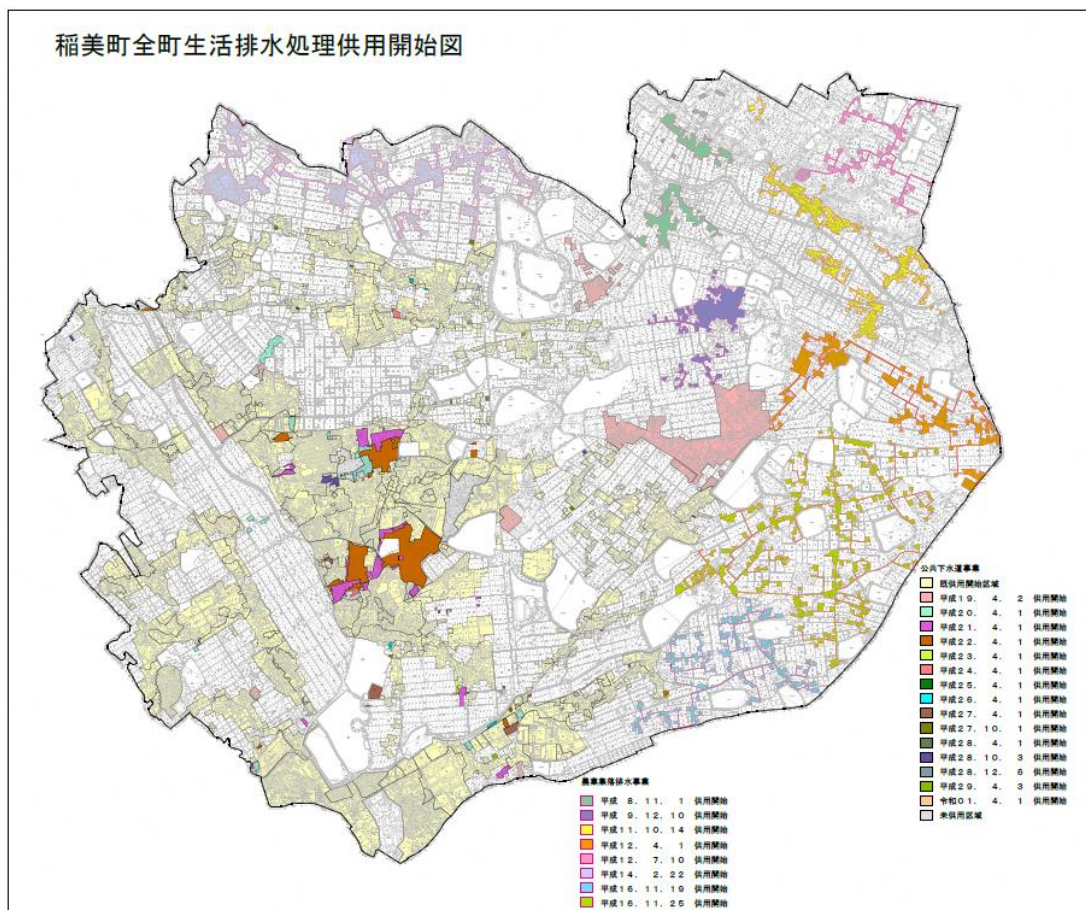 稲美町全町生活排水処理供用開始図
公共下水道事業
既供用開始区域
平成19. 4. 2 供用開始
平成20. 4. 1 供用開始
平成21. 4. 1 供用開始
平成22. 4. 1 供用開始
平成23. 4. 1 供用開始
平成24. 4. 1 供用開始
平成25. 4. 1 供用開始
平成26. 4. 1 供用開始
平成27. 4. 1 供用開始
平成27. 10. 1 供用開始
平成28. 4. 1 供用開始
平成28. 10. 3 供用開始
平成28. 12. 6 供用開始
平成29. 4. 3 供用開始
令和01. 4. 1 供用開始
未供用区域
農業集落排水事業
平成 8. 11. 1 供用開始
平成 9. 12. 10 供用開始
平成11. 10. 14 供用開始
平成12. 4. 1 供用開始
平成12. 7. 10 供用開始
平成14. 2. 22 供用開始
平成16. 11. 19 供用開始
平成16. 11. 25 供用開始